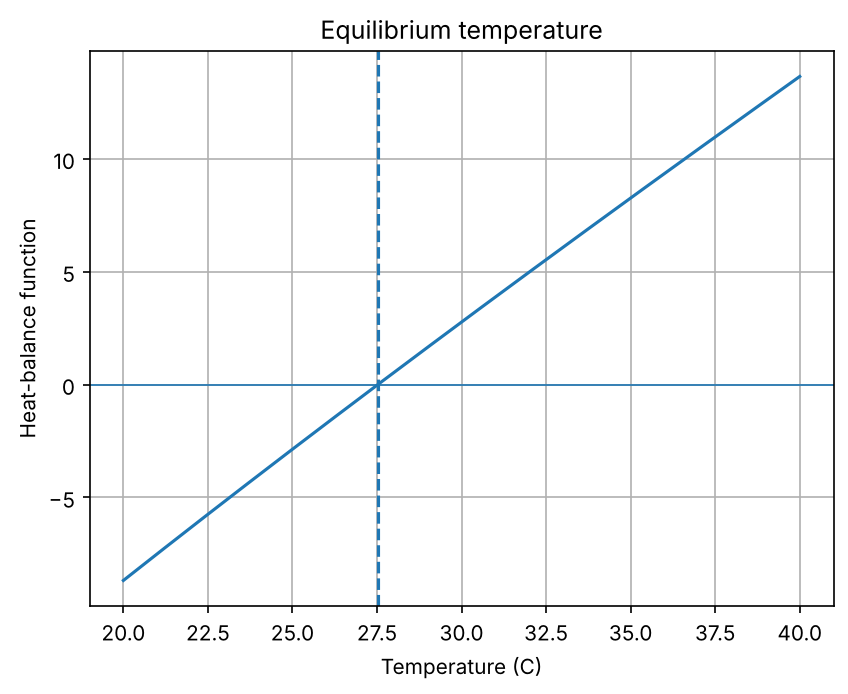 Equilibrium temperature
Heat-balance function
10
5
0
−5
20.0 22.5 25.0 27.5 30.0 32.5 35.0 37.5 40.0
Temperature (C)